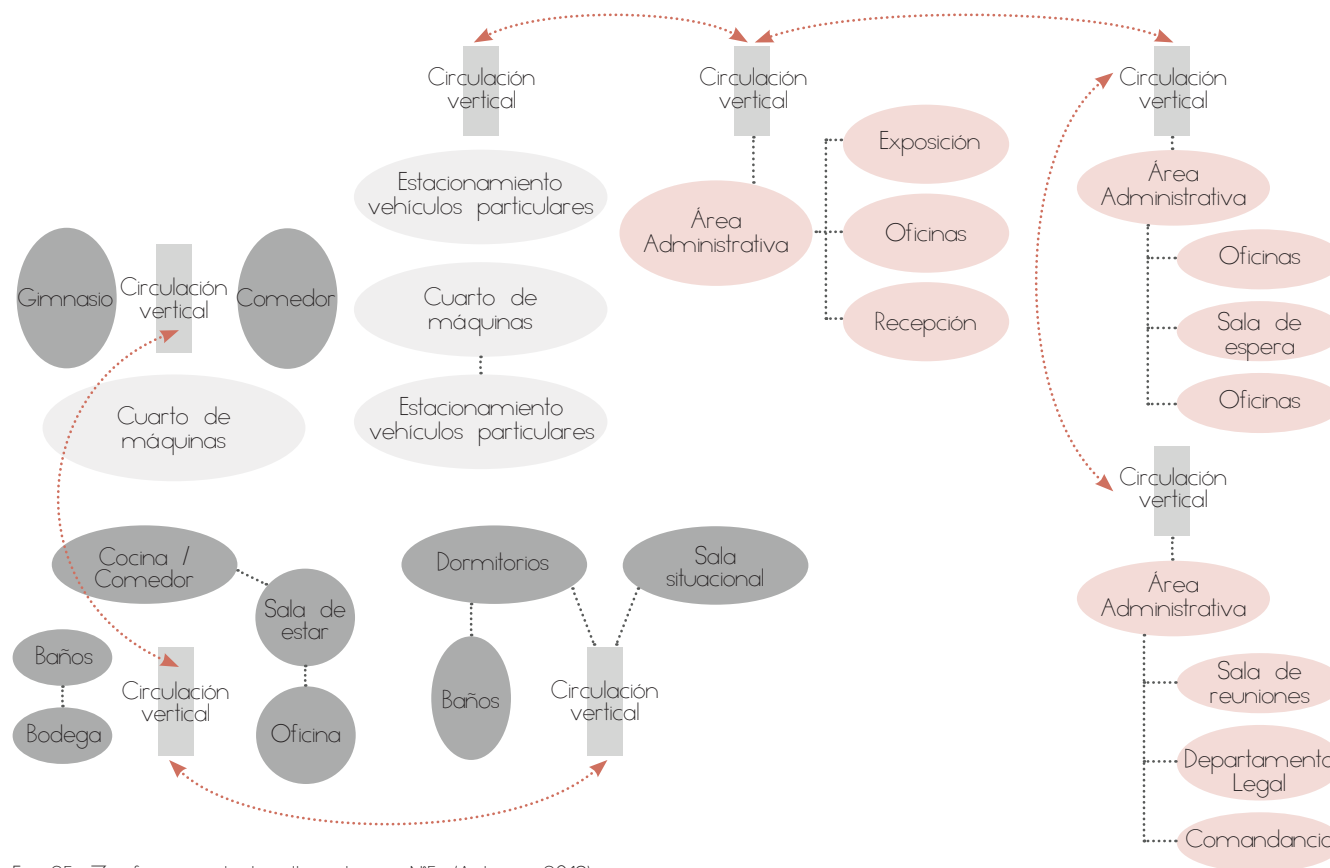 Circulación
vertical
Circulación
vertical
Circulación
vertical
Estacionamiento
vehículos particulares
Área
Administrativa
Exposición
Oficinas
Recepción
Área
Administrativa
Oficinas
Sala de
espera
Oficinas
Gimnasio
Circulación
vertical
Comedor
Cuarto de
máquinas
Estacionamiento
vehículos particulares
Cuarto de
máquinas
Circulación
vertical
Cocina /
Comedor
Sala de
estar
Dormitorios
Sala
situacional
Área
Administrativa
Baños
Bodega
Circulación
vertical
Oficina
Baños
Circulación
vertical
Sala de
reuniones
Departamento
Legal
Comandancia